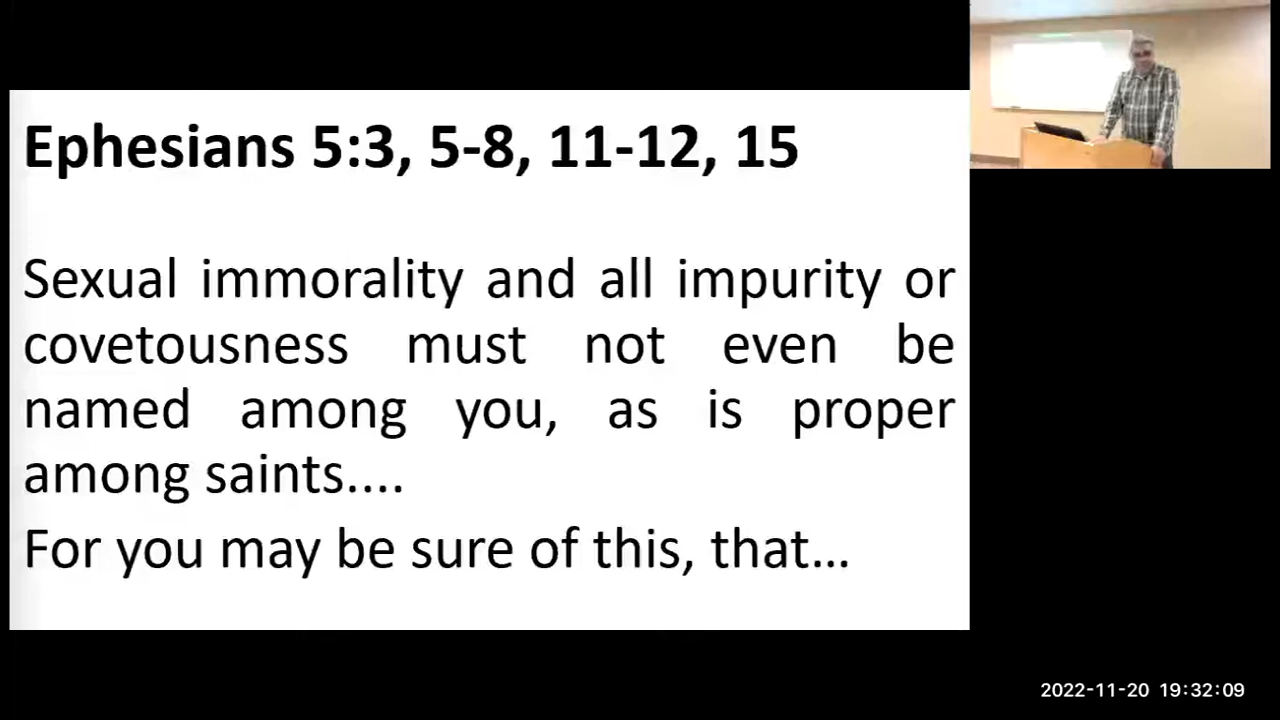 Ephesians 5:3, 5-8, 11-12, 15
Sexual immorality and all impurity or
covetousness must not even be
named among you, as is proper
among saints....
For you may be sure of this, that...
2022-11-20 19:32:09